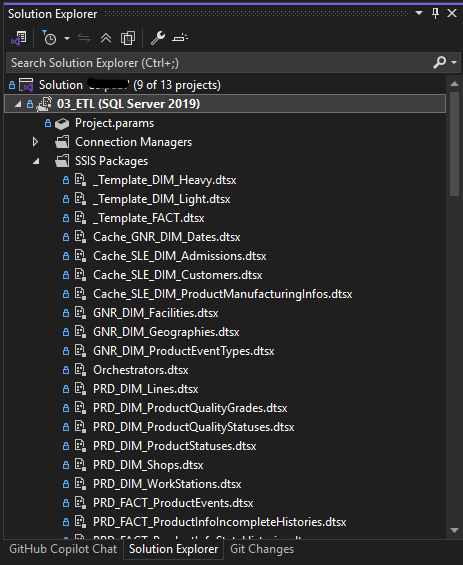 Solution Explorer
Search Solution Explorer (Ctrl+;)
Solution (9 of 13 projects)
03_ETL (SQL Server 2019)
Project.params
Connection Managers
SSIS Packages
_Template_DIM_Heavy.dtsx
_Template_DIM_Light.dtsx
_Template_FACT.dtsx
Cache_GNR_DIM_Dates.dtsx
Cache_SLE_DIM_Admissions.dtsx
Cache_SLE_DIM_Customers.dtsx
Cache_SLE_DIM_ProductManufacturingInfos.dtsx
GNR_DIM_Facilities.dtsx
GNR_DIM_Geographies.dtsx
GNR_DIM_ProductEventTypes.dtsx
Orchestrators.dtsx
PRD_DIM_Lines.dtsx
PRD_DIM_ProductQualityGrades.dtsx
PRD_DIM_ProductQualityStatuses.dtsx
PRD_DIM_ProductStatuses.dtsx
PRD_DIM_Shops.dtsx
PRD_DIM_WorkStations.dtsx
PRD_FACT_ProductEvents.dtsx
PRD_FACT_ProductInfoIncompleteHistories.dtsx
GitHub Copilot Chat Solution Explorer Git Changes